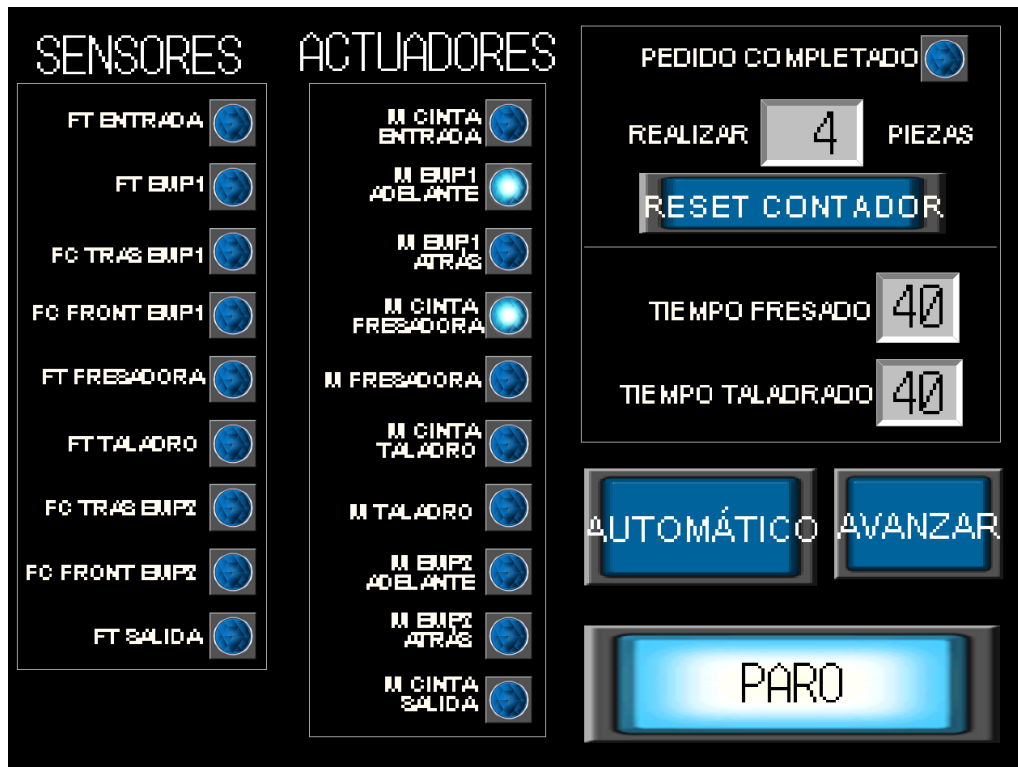 SENSORES
FT ENTRADA
FT EMP1
FC TRAS EMP1
FC FRONT EMP1
FT FRESADORA
FT TALADRO
FC TRAS EMP2
FC FRONT EMP2
FT SALIDA
ACTUADORES
M CINTA
ENTRADA
M EMP1
ADELANTE
M EMP1
ATRÁS
M CINTA
FRESADORA
M FRESADORA
M CINTA
TALADRO
M TALADRO
M EMP2
ADELANTE
M EMP2
ATRÁS
M CINTA
SALIDA
PEDIDO COMPLETADO
REALIZAR 4 PIEZAS
RESET CONTADOR
TIEMPO FRESADO 40
TIEMPO TALADRADO 40
AUTOMÁTICO AVANZAR
PARO